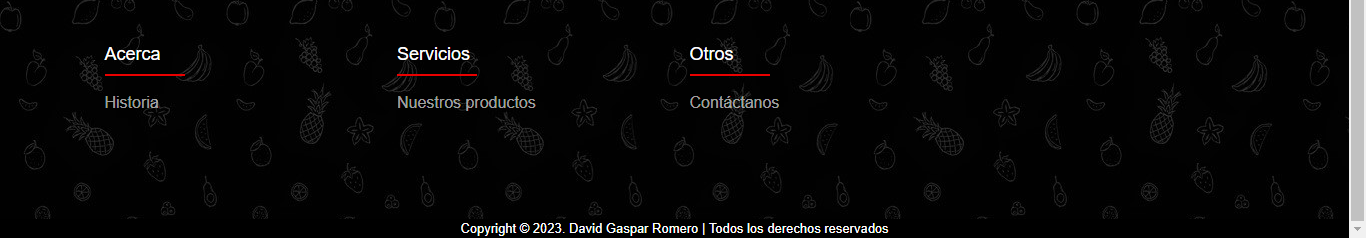 Acerca
Servicios
Otros
Historia
Nuestros productos
Contáctanos
Copyright © 2023. David Gaspar Romero | Todos los derechos reservados